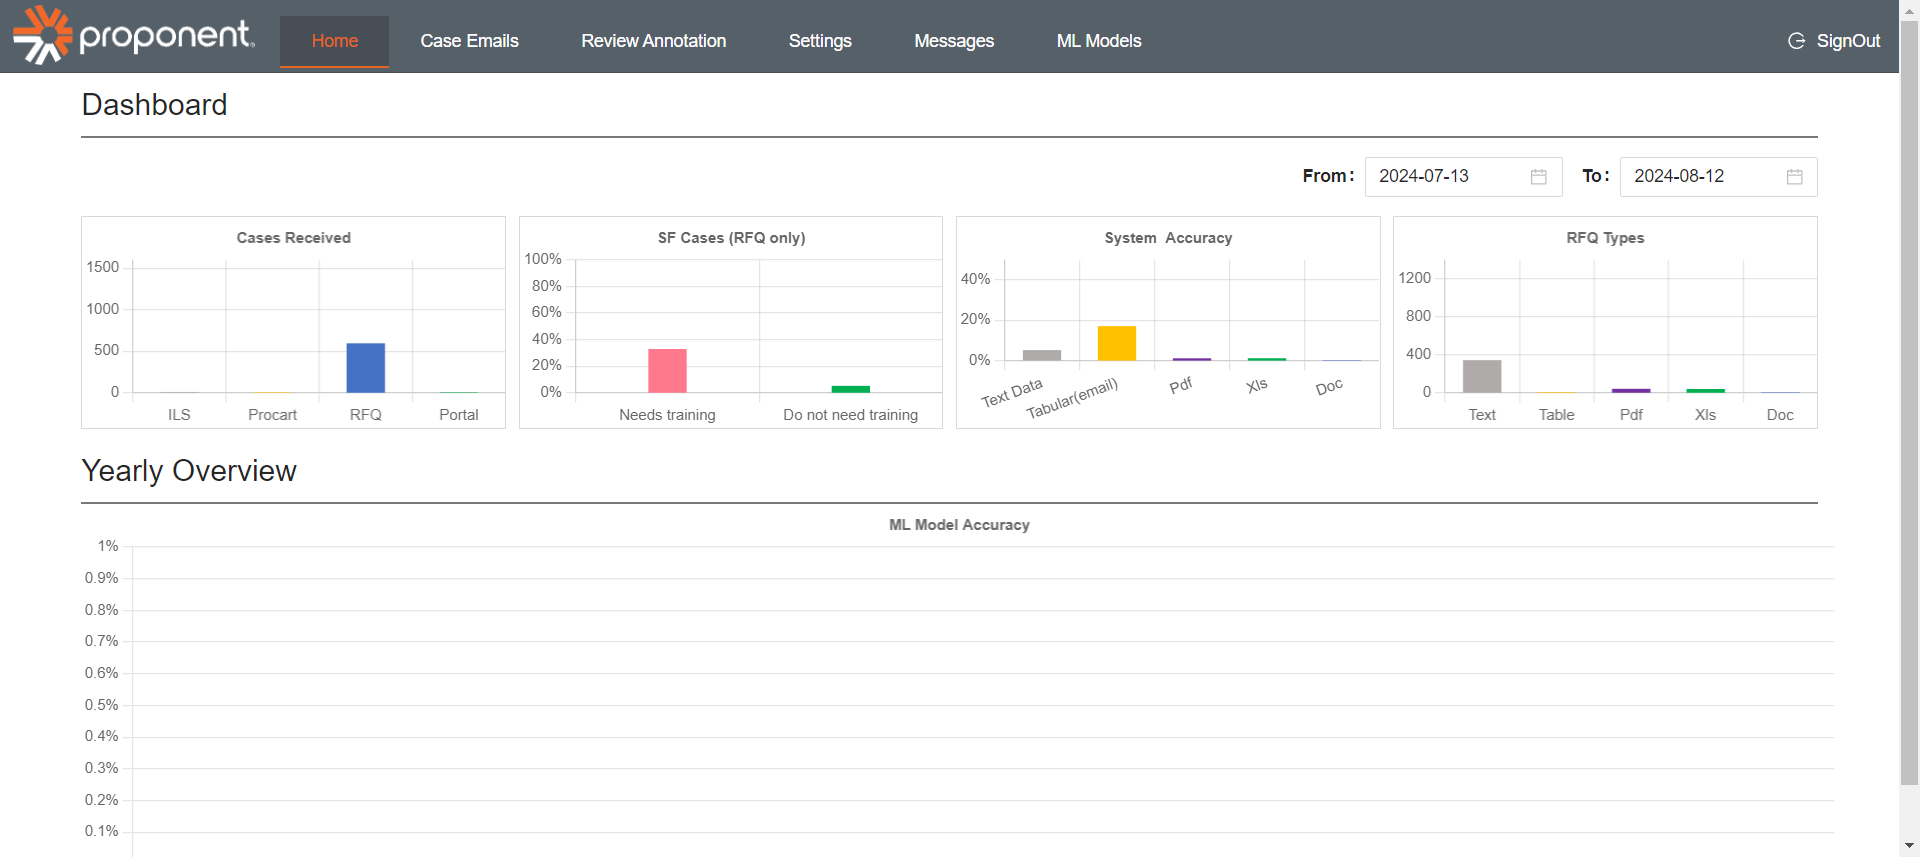 proponent
Home
Case Emails
Review Annotation
Settings
Messages
ML Models
SignOut
Dashboard
From :
2024-07-13
To :
2024-08-12
Cases Received
1500
1000
500
0
ILS
Procart
RFQ
Portal
SF Cases (RFQ only)
100%
80%
60%
40%
20%
0%
Needs training
Do not need training
System Accuracy
40%
20%
0%
Text Data
Tabular(email)
Pdf
Xls
Doc
RFQ Types
1200
800
400
0
Text
Table
Pdf
Xls
Doc
Yearly Overview
ML Model Accuracy
1%
0.9%
0.8%
0.7%
0.6%
0.5%
0.4%
0.3%
0.2%
0.1%